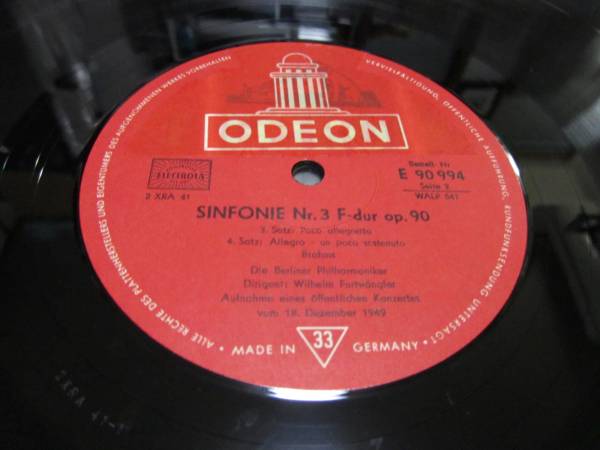 ODEON
ELECTROLA
2 XRA 41
Bestell-Nr.
E 90 994
Seite 2
WALP 541
SINFONIE Nr. 3 F-dur op. 90
3. Satz: Poco allegretto
4. Satz: Allegro - un poco sostenuto
Brahms
Die Berliner Philharmoniker
Dirigent: Wilhelm Furtwängler
Aufnahme eines öffentlichen Konzertes
vom 18. Dezember 1949
ALLE RECHTE DES PLATTENHERSTELLERS UND EIGENTÜMERS DES AUFGENOMMENEN WERKES VORBEHALTEN
VERVIELFÄLTIGUNG, ÖFFENTLICHE AUFFÜHRUNG, RUNDFUNKSENDUNG UNTERSAGT
MADE IN 33 GERMANY
2XRA 41-1